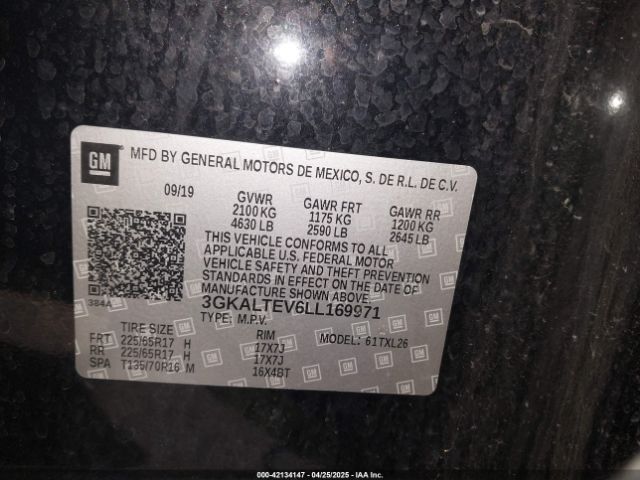 GM
MFD BY GENERAL MOTORS DE MEXICO, S. DE R.L. DE C.V.
09/19 GVWR GAWR FRT GAWR RR
2100 KG 1175 KG 1200 KG
4630 LB 2590 LB 2645 LB
THIS VEHICLE CONFORMS TO ALL
APPLICABLE U.S. FEDERAL MOTOR
VEHICLE SAFETY AND THEFT PREVENTION
STANDARDS IN EFFECT ON THE DATE OF
MANUFACTURE SHOWN ABOVE.
384A 3GKALTEV6LL169971
TYPE: M.P.V. MODEL: 61TXL26
TIRE SIZE RIM
FRT 225/65R17 H 17X7J
RR 225/65R17 H 17X7J
SPA T135/70R16 M 16X4BT
000-42134147 - 04/25/2025 - IAA Inc.